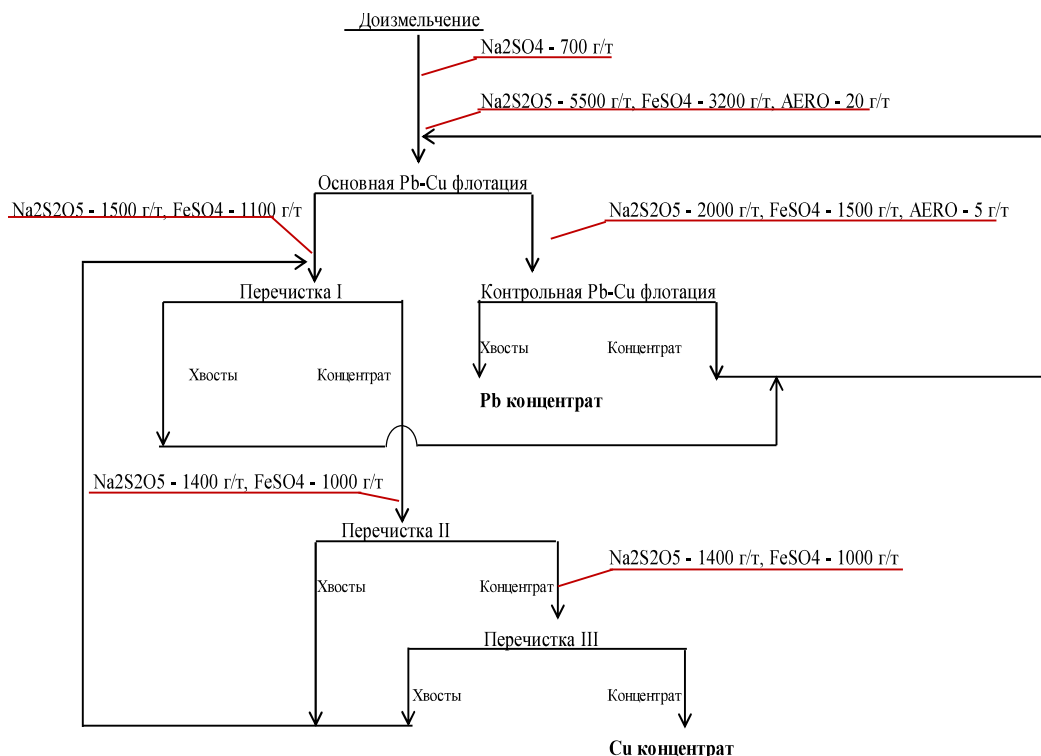 Доизмельчение
Na2SO4 - 700 г/т
Na2S2O5 - 5500 г/т, FeSO4 - 3200 г/т, AERO - 20 г/т
Основная Pb-Cu флотация
Na2S2O5 - 1500 г/т, FeSO4 - 1100 г/т
Na2S2O5 - 2000 г/т, FeSO4 - 1500 г/т, AERO - 5 г/т
Перечистка I
Контрольная Pb-Cu флотация
Хвосты
Концентрат
Хвосты
Концентрат
Pb концентрат
Na2S2O5 - 1400 г/т, FeSO4 - 1000 г/т
Перечистка II
Na2S2O5 - 1400 г/т, FeSO4 - 1000 г/т
Хвосты
Концентрат
Перечистка III
Хвосты
Концентрат
Cu концентрат